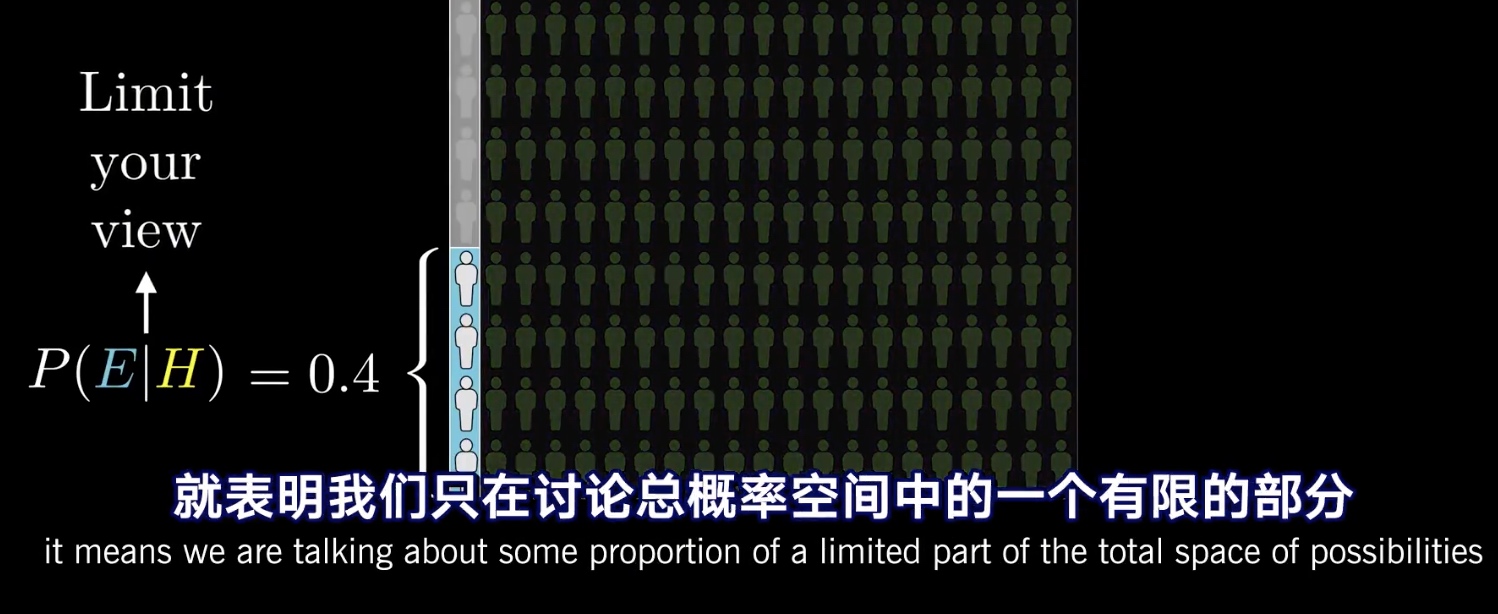 Limit
your
view
P(E|H) = 0.4
就表明我们只在讨论总概率空间中的一个有限的部分
it means we are talking about some proportion of a limited part of the total space of possibilities